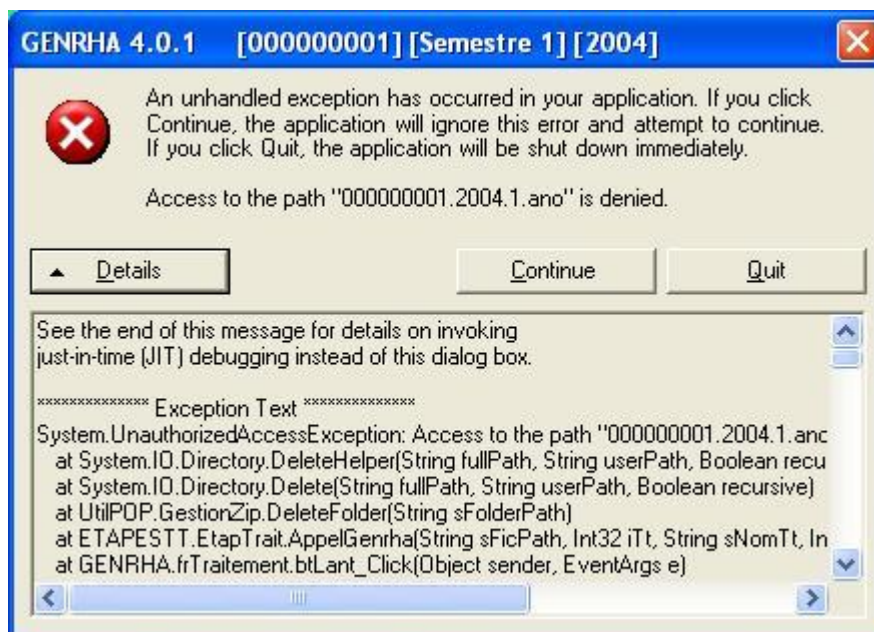 GENRHA 4.0.1 [000000001] [Semestre 1] [2004]
An unhandled exception has occurred in your application. If you click
Continue, the application will ignore this error and attempt to continue.
If you click Quit, the application will be shut down immediately.
Access to the path "000000001.2004.1.ano" is denied.
Details
Continue
Quit
See the end of this message for details on invoking
just-in-time (JIT) debugging instead of this dialog box.
************** Exception Text **************
System.UnauthorizedAccessException: Access to the path "000000001.2004.1.anc
at System.IO.Directory.DeleteHelper(String fullPath, String userPath, Boolean recu
at System.IO.Directory.Delete(String fullPath, String userPath, Boolean recursive)
at UtilPOP.GestionZip.DeleteFolder(String sFolderPath)
at ETAPESTT.EtapTrait.AppelGenrha(String sFicPath, Int32 iTt, String sNomTt, In
at GENRHA.frTraitement.btLant_Click(Object sender, EventArgs e)